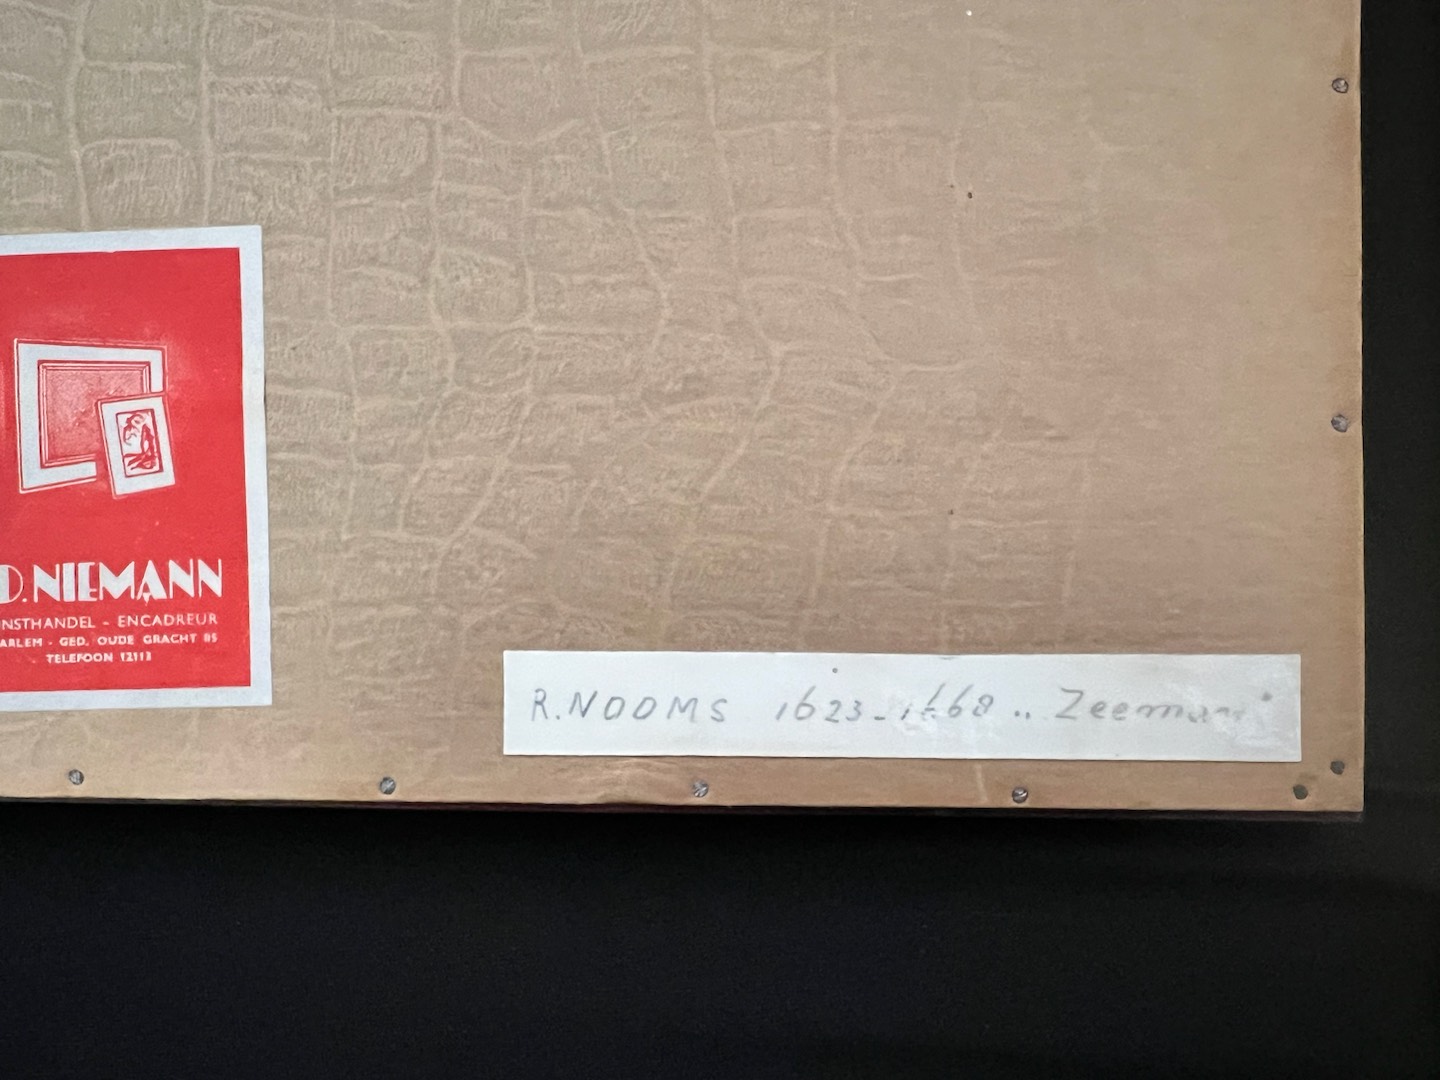 D. NIEMANN
NSTHANDEL - ENCADREUR
ARLEM - GED. OUDE GRACHT 85
TELEFOON 12113
R. NOOMS 1623-1668 „ Zeeman "